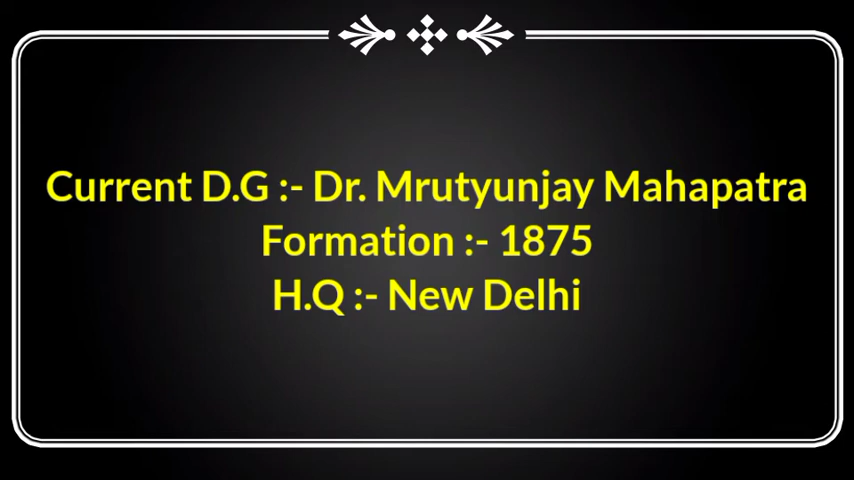 Current D.G :- Dr. Mrutyunjay Mahapatra
Formation :- 1875
H.Q :- New Delhi